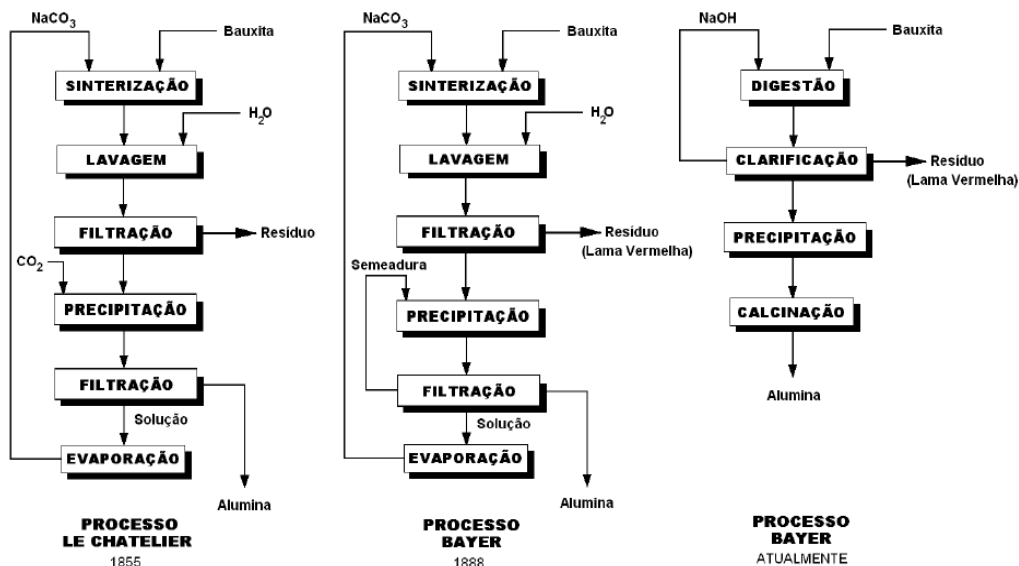 NaCO3
Bauxita
SINTERIZAÇÃO
H2O
LAVAGEM
FILTRAÇÃO
Resíduo
CO2
PRECIPITAÇÃO
FILTRAÇÃO
Solução
EVAPORAÇÃO
Alumina
PROCESSO
LE CHATELIER
1855
NaCO3
Bauxita
SINTERIZAÇÃO
H2O
LAVAGEM
FILTRAÇÃO
Resíduo
(Lama Vermelha)
Semeadura
PRECIPITAÇÃO
FILTRAÇÃO
Solução
EVAPORAÇÃO
Alumina
PROCESSO
BAYER
1888
NaOH
Bauxita
DIGESTÃO
CLARIFICAÇÃO
Resíduo
(Lama Vermelha)
PRECIPITAÇÃO
CALCINAÇÃO
Alumina
PROCESSO
BAYER
ATUALMENTE